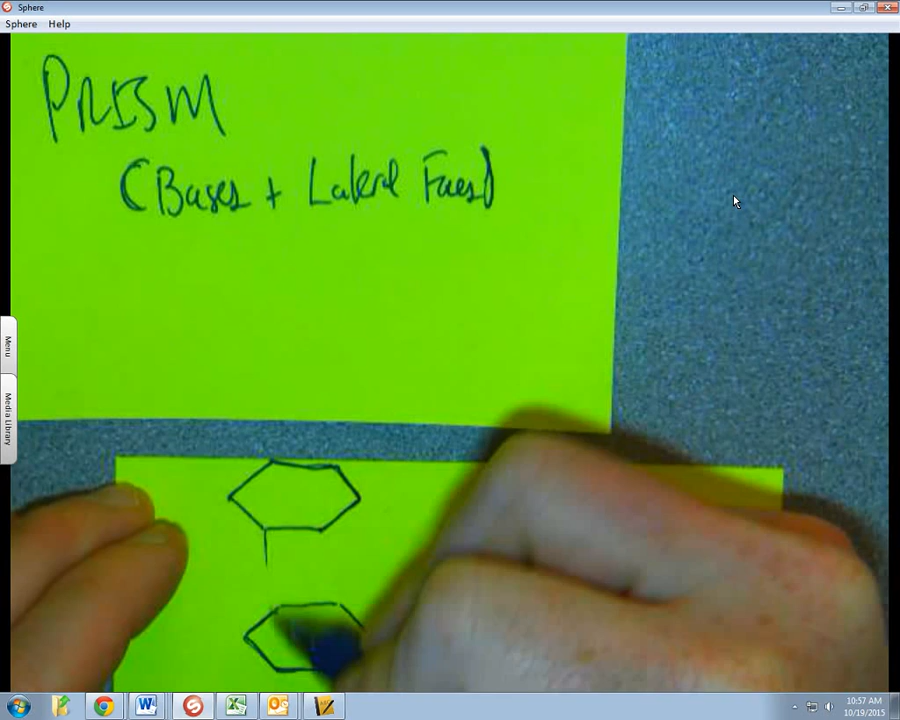 Sphere
Sphere Help
PRISM
(Bases + Lateral Faces)
Menu
Media Library
10:57 AM
10/19/2015